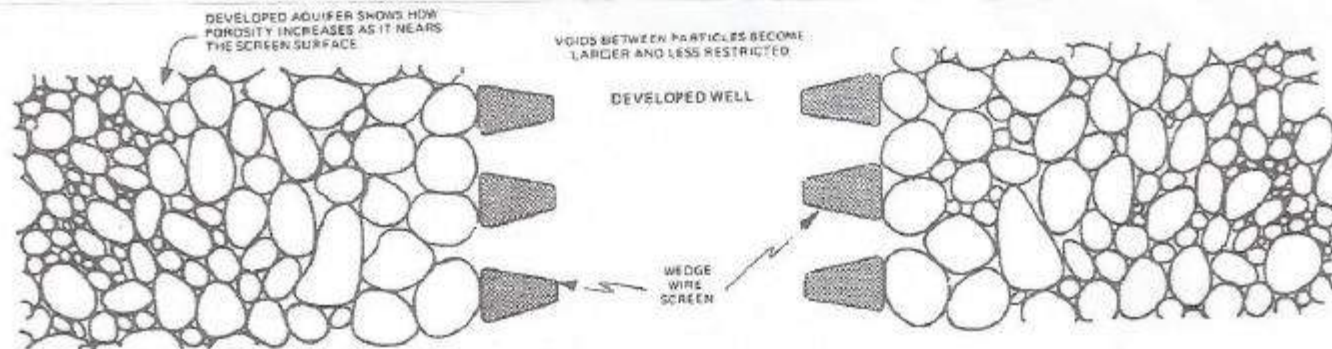 DEVELOPED AQUIFER SHOWS HOW
POROSITY INCREASES AS IT NEARS
THE SCREEN SURFACE
VOIDS BETWEEN PARTICLES BECOME
LARGER AND LESS RESTRICTED
DEVELOPED WELL
WEDGE
WIRE
SCREEN